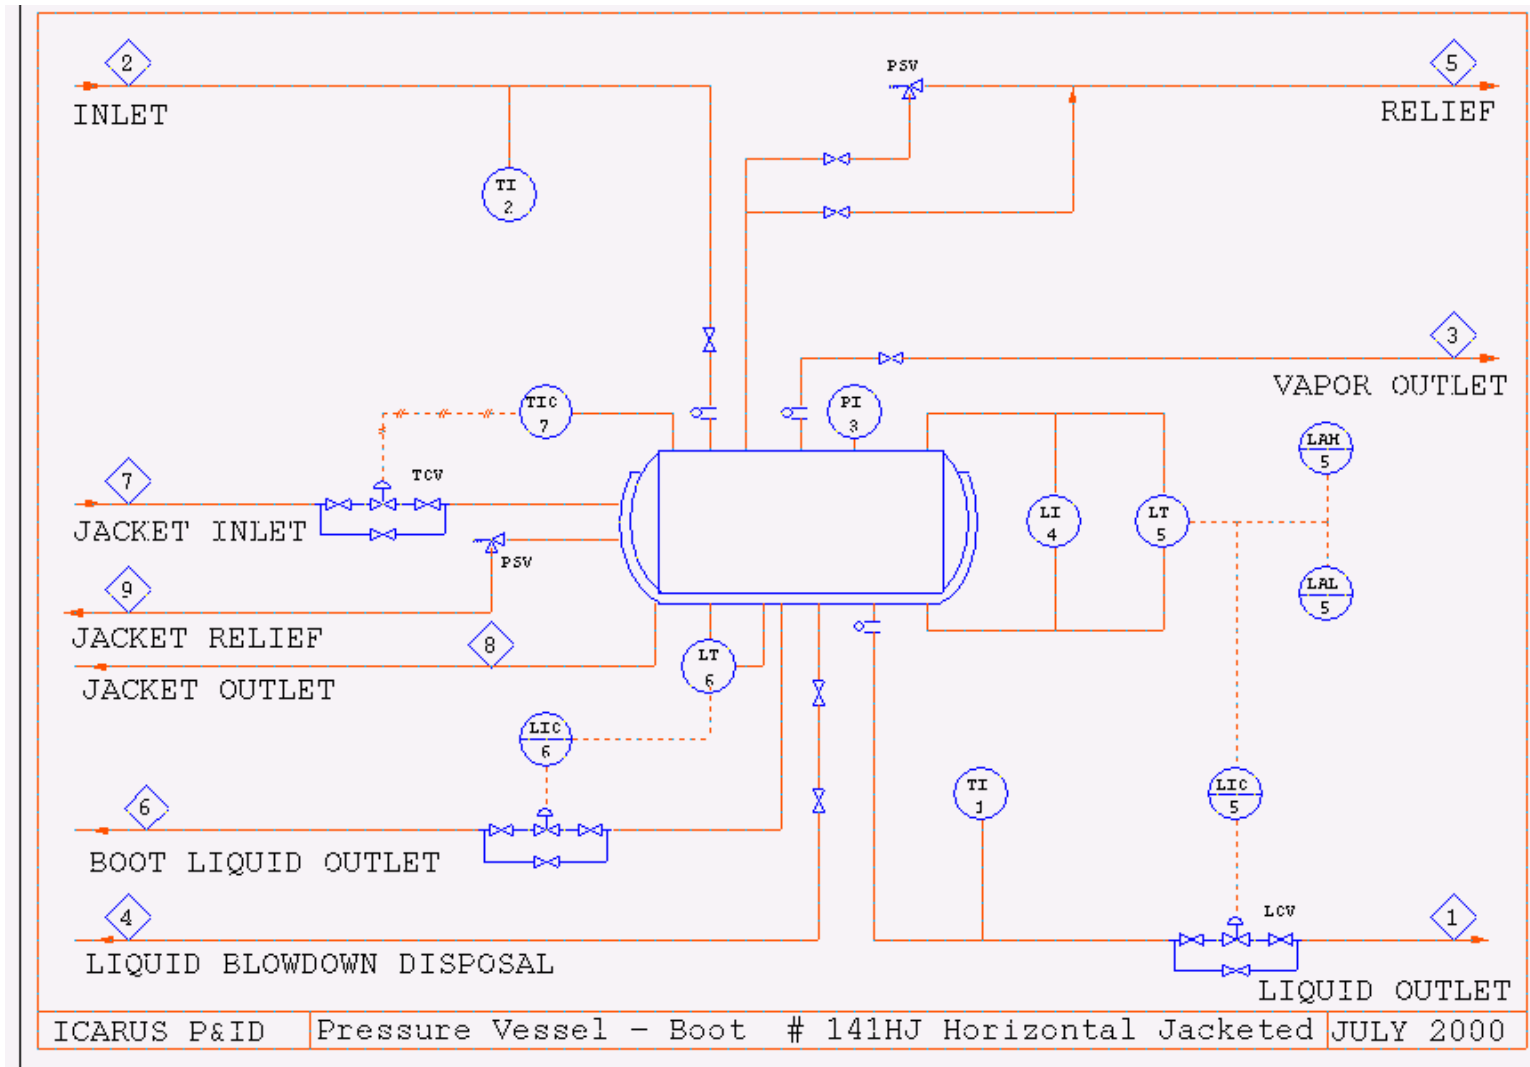 2
PSV
5
INLET
RELIEF
TI
2
3
VAPOR OUTLET
TIC
7
PI
3
LAH
5
7
TCV
JACKET INLET
LI
4
LT
5
PSV
9
LAL
5
JACKET RELIEF
8
LT
6
JACKET OUTLET
LIC
6
TI
1
LIC
5
6
BOOT LIQUID OUTLET
4
LCV
1
LIQUID BLOWDOWN DISPOSAL
LIQUID OUTLET
ICARUS P&ID
Pressure Vessel - Boot # 141HJ Horizontal Jacketed
JULY 2000